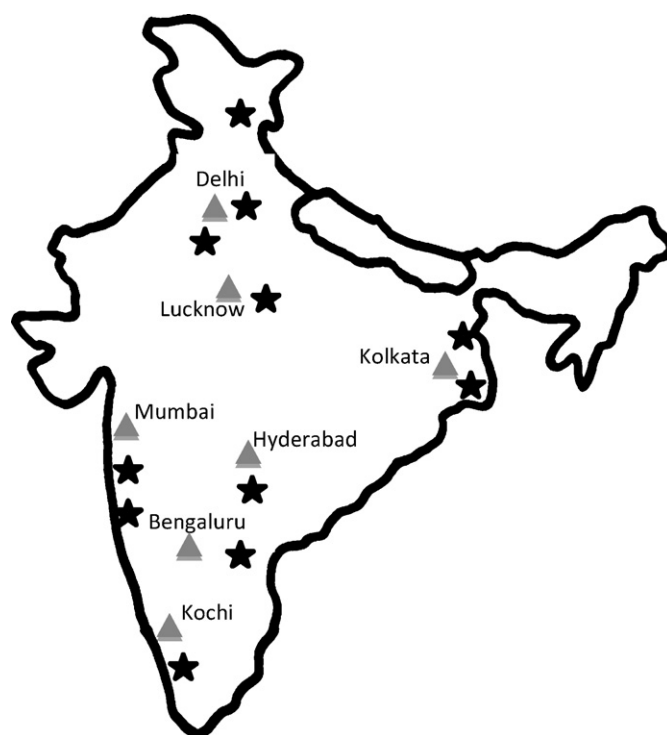 Delhi
Lucknow
Kolkata
Mumbai
Hyderabad
Bengaluru
Kochi